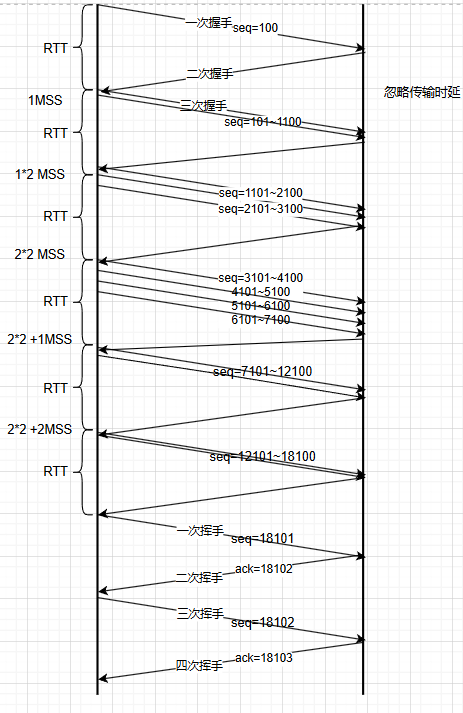 一次握手
seq=100
RTT
二次握手
忽略传输时延
1MSS
三次握手
seq=101~1100
RTT
1*2 MSS
seq=1101~2100
seq=2101~3100
RTT
2*2 MSS
seq=3101~4100
4101~5100
RTT
5101~6100
6101~7100
2*2 +1MSS
seq=7101~12100
RTT
2*2 +2MSS
seq=12101~18100
RTT
一次挥手
seq=18101
ack=18102
二次挥手
三次挥手
seq=18102
ack=18103
四次挥手